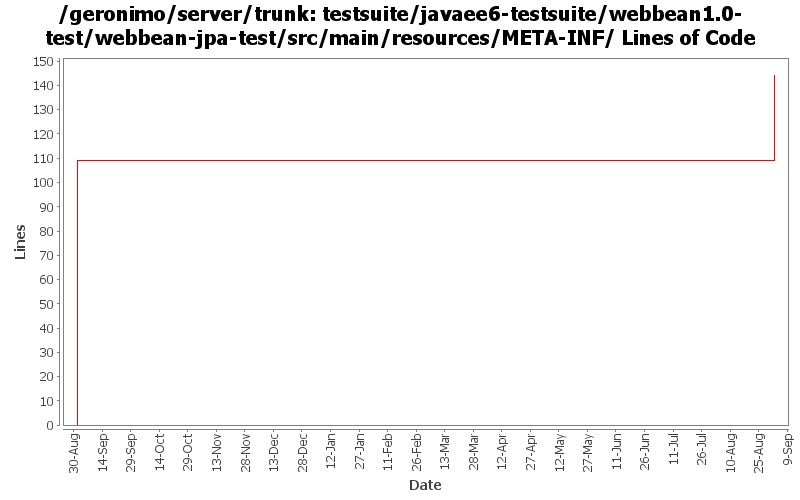 /geronimo/server/trunk: testsuite/javaee6-testsuite/webbean1.0-
test/webbean-jpa-test/src/main/resources/META-INF/ Lines of Code
150
140
130
120
110
100
90
80
70
60
50
40
30
20
10
0
Lines
30-Aug
14-Sep
29-Sep
14-Oct
29-Oct
13-Nov
28-Nov
13-Dec
28-Dec
12-Jan
27-Jan
11-Feb
26-Feb
13-Mar
28-Mar
12-Apr
27-Apr
12-May
27-May
11-Jun
26-Jun
11-Jul
26-Jul
10-Aug
25-Aug
9-Sep
Date